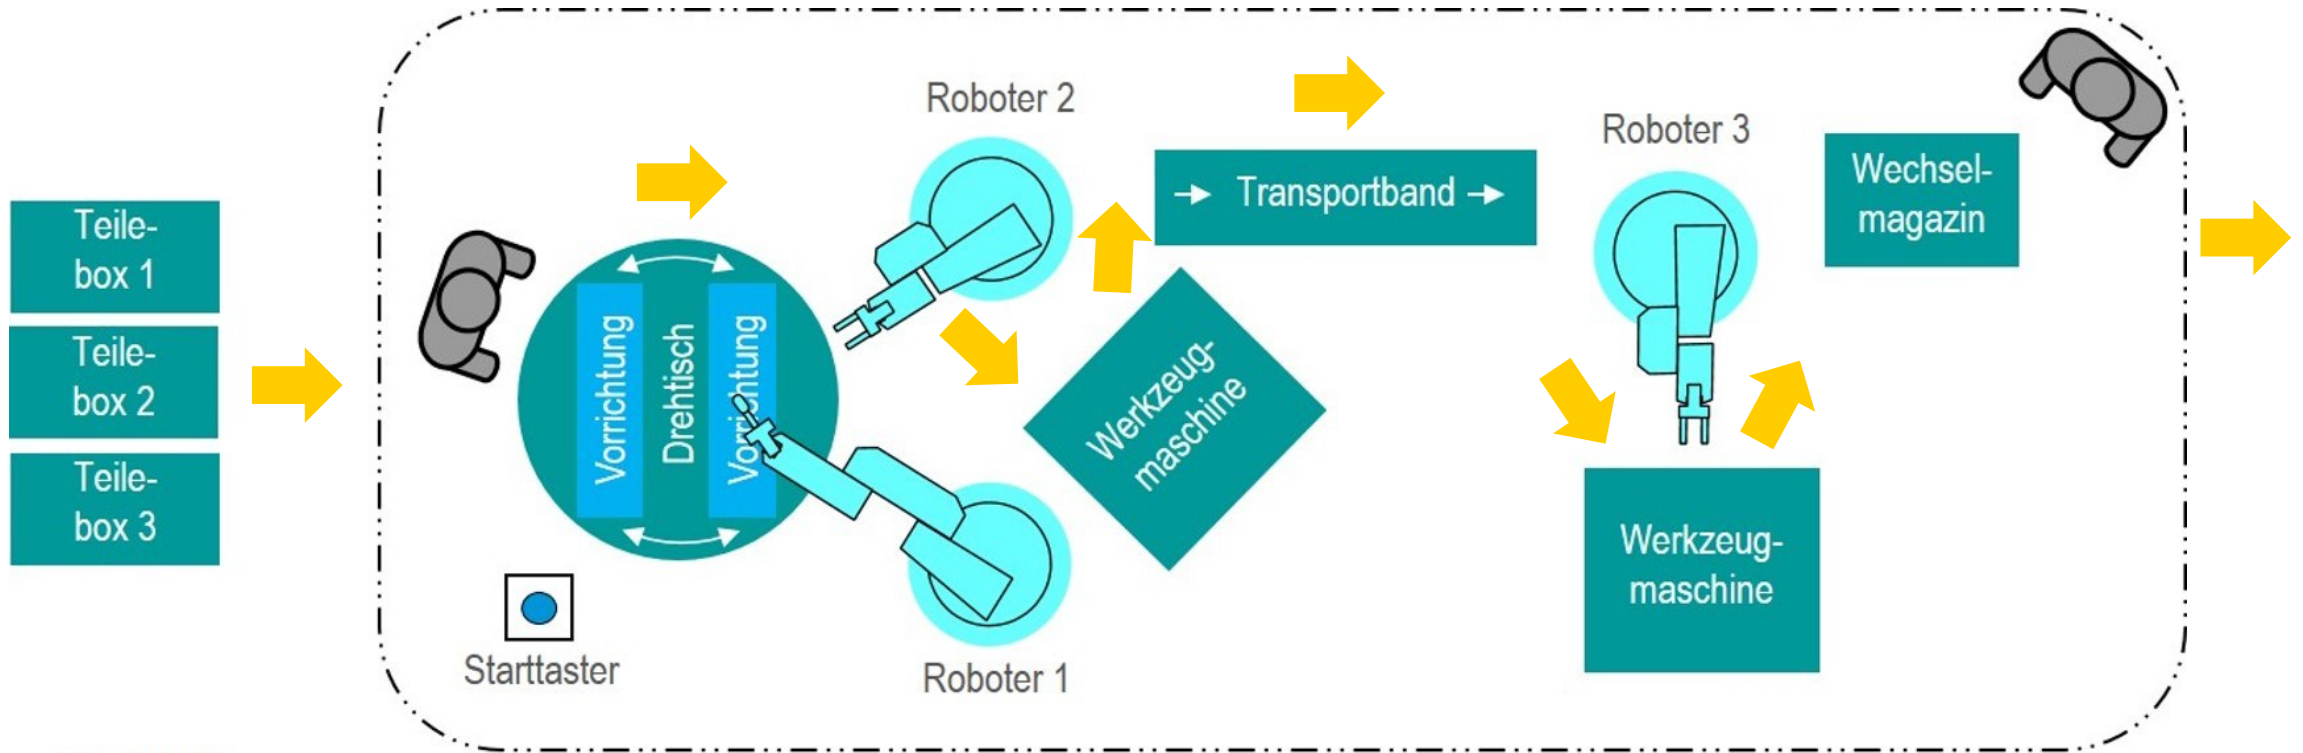 Teile-
box 1
Teile-
box 2
Teile-
box 3
Starttaster
Vorrichtung
Drehtisch
Vorrichtung
Roboter 2
Roboter 1
Werkzeug-
maschine
Transportband
Roboter 3
Werkzeug-
maschine
Wechsel-
magazin